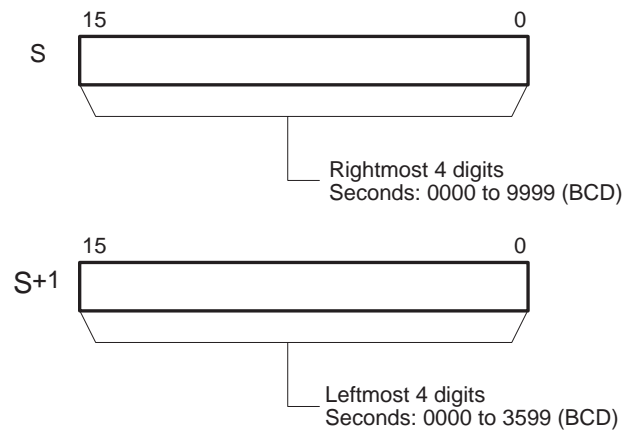 15 0
S
Rightmost 4 digits
Seconds: 0000 to 9999 (BCD)
15 0
S+1
Leftmost 4 digits
Seconds: 0000 to 3599 (BCD)